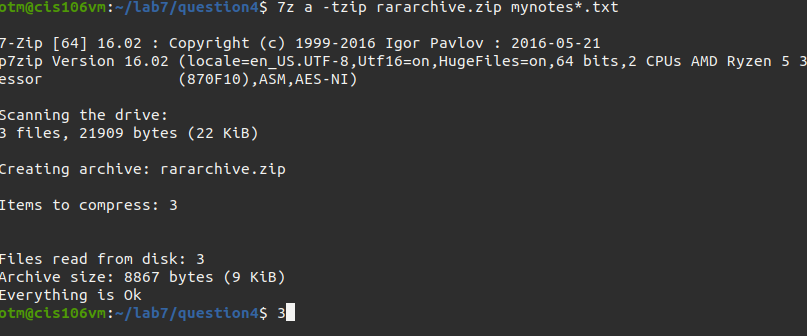 otm@cis106vm:~/lab7/question4$ 7z a -tzip rararchive.zip mynotes*.txt
7-Zip [64] 16.02 : Copyright (c) 1999-2016 Igor Pavlov : 2016-05-21
p7zip Version 16.02 (locale=en_US.UTF-8,Utf16=on,HugeFiles=on,64 bits,2 CPUs AMD Ryzen 5 3
essor (870F10),ASM,AES-NI)
Scanning the drive:
3 files, 21909 bytes (22 KiB)
Creating archive: rararchive.zip
Items to compress: 3
Files read from disk: 3
Archive size: 8867 bytes (9 KiB)
Everything is Ok
otm@cis106vm:~/lab7/question4$ 3